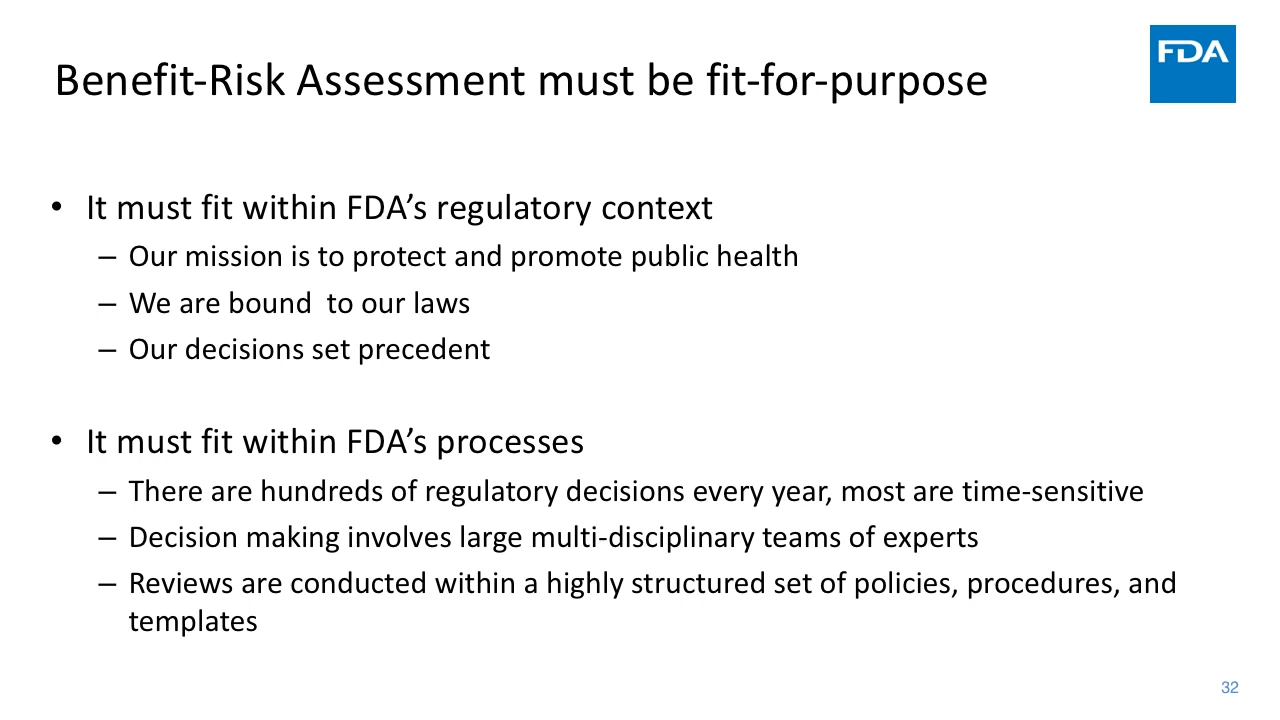 FDA
Benefit-Risk Assessment must be fit-for-purpose
• It must fit within FDA’s regulatory context
– Our mission is to protect and promote public health
– We are bound  to our laws
– Our decisions set precedent
• It must fit within FDA’s processes
– There are hundreds of regulatory decisions every year, most are time-sensitive
– Decision making involves large multi-disciplinary teams of experts
– Reviews are conducted within a highly structured set of policies, procedures, and
templates
32